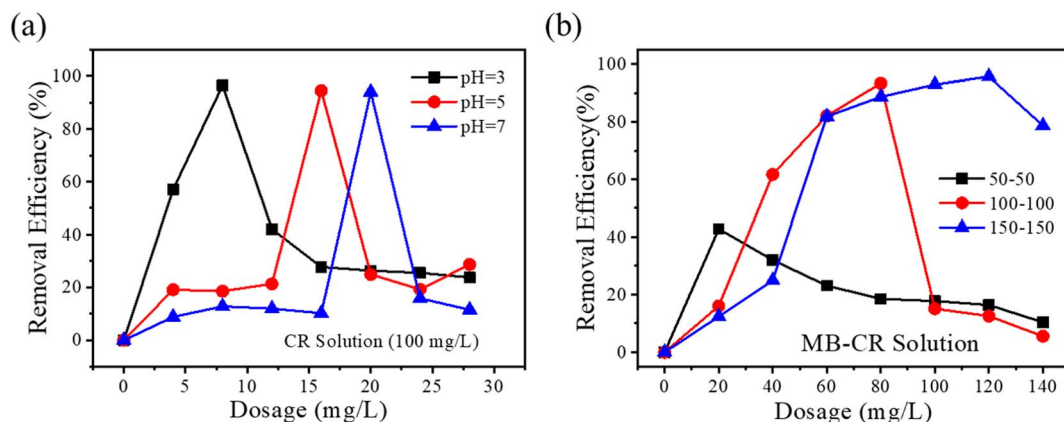 (a)
Removal Efficiency (%)
100
80
60
40
20
0
pH=3
pH=5
pH=7
CR Solution (100 mg/L)
0 5 10 15 20 25 30
Dosage (mg/L)
(b)
Removal Efficiency(%)
100
80
60
40
20
0
50-50
100-100
150-150
MB-CR Solution
0 20 40 60 80 100 120 140
Dosage (mg/L)